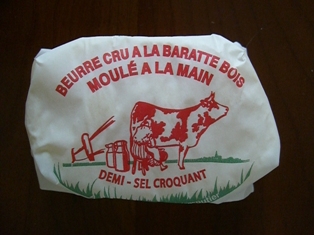 BEURRE CRU A LA BARATTE BOIS
MOULÉ A LA MAIN
DEMI - SEL CROQUANT